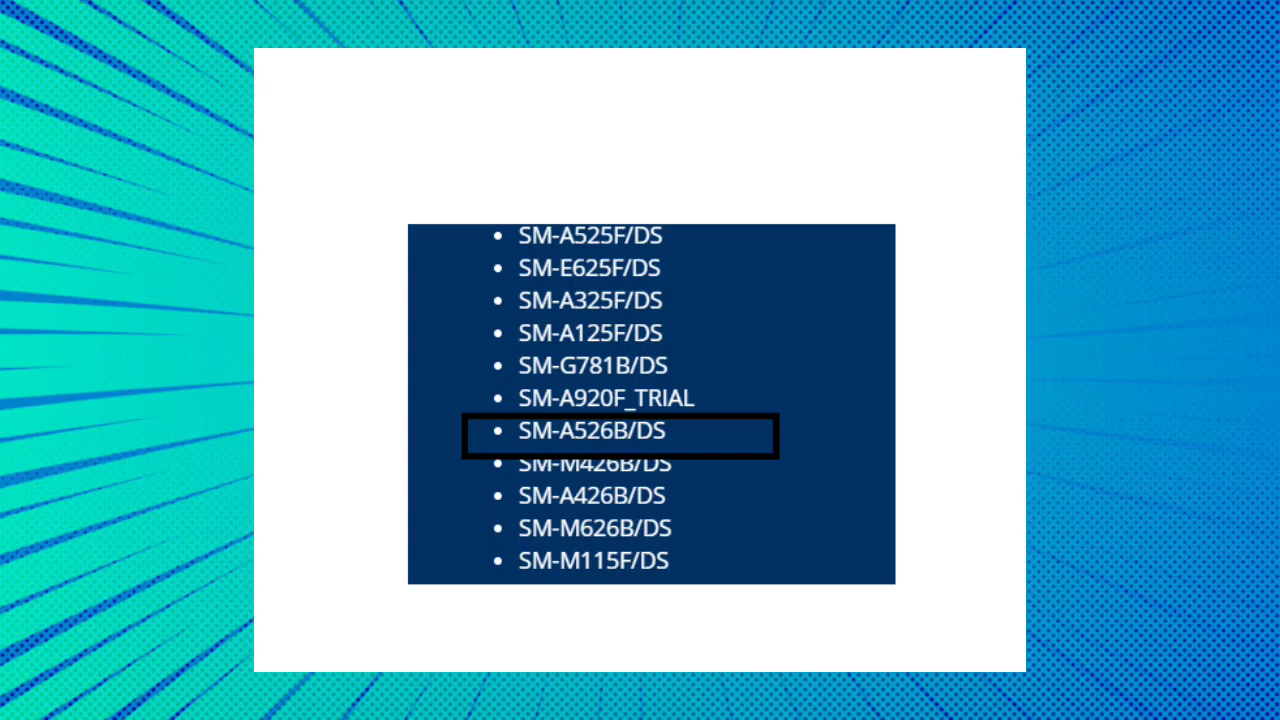 SM-A525F/DS
SM-E625F/DS
SM-A325F/DS
SM-A125F/DS
SM-G781B/DS
SM-A920F_TRIAL
SM-A526B/DS
SM-M426B/DS
SM-A426B/DS
SM-M626B/DS
SM-M115F/DS